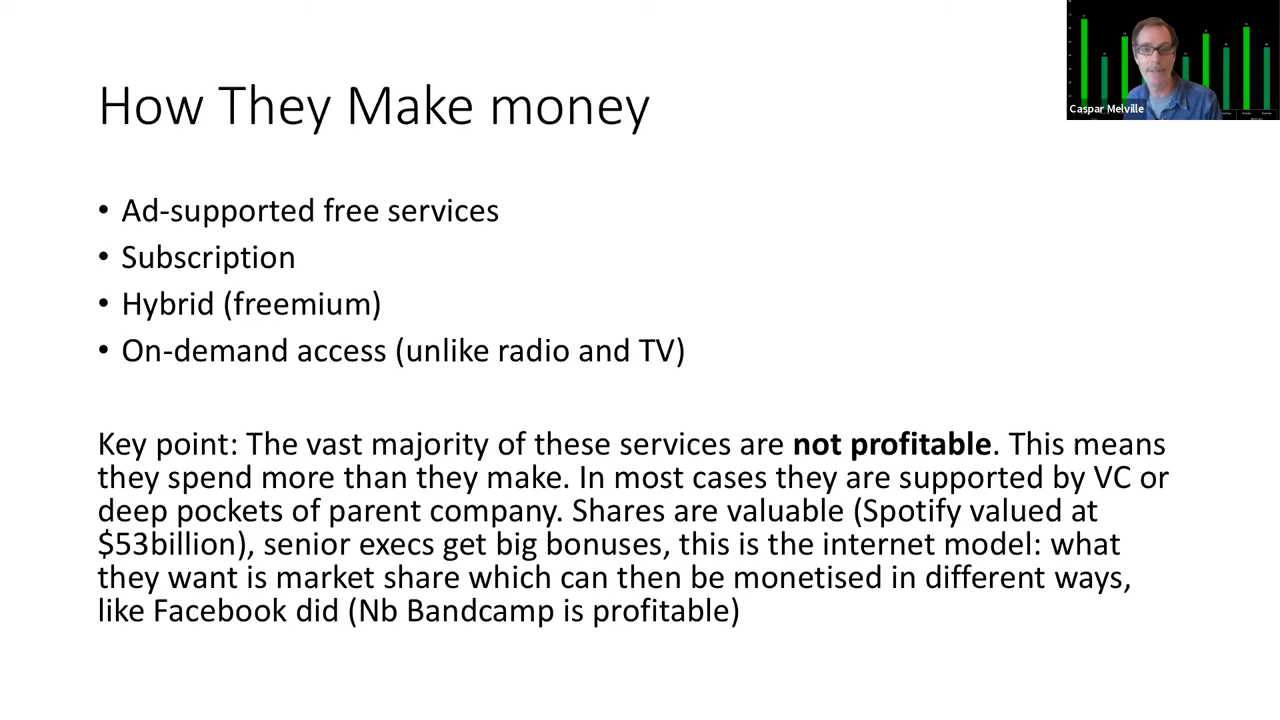 Caspar Melville
How They Make money
• Ad-supported free services
• Subscription
• Hybrid (freemium)
• On-demand access (unlike radio and TV)
Key point: The vast majority of these services are not profitable. This means
they spend more than they make. In most cases they are supported by VC or
deep pockets of parent company. Shares are valuable (Spotify valued at
$53billion), senior execs get big bonuses, this is the internet model: what
they want is market share which can then be monetised in different ways,
like Facebook did (Nb Bandcamp is profitable)